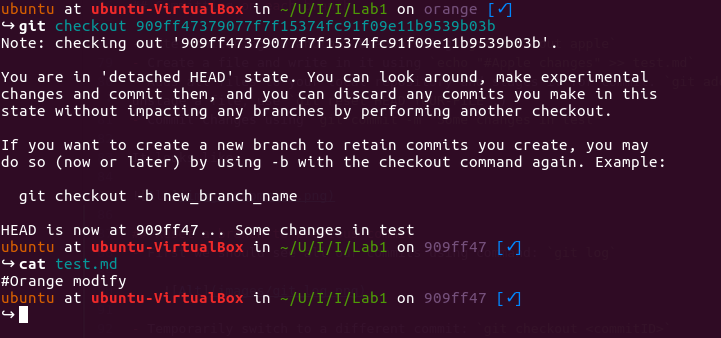 ubuntu at ubuntu-VirtualBox in ~/U/I/I/Lab1 on orange [✓]
↪ git checkout 909ff47379077f7f15374fc91f09e11b9539b03b
Note: checking out '909ff47379077f7f15374fc91f09e11b9539b03b'.
You are in 'detached HEAD' state. You can look around, make experimental
changes and commit them, and you can discard any commits you make in this
state without impacting any branches by performing another checkout.
If you want to create a new branch to retain commits you create, you may
do so (now or later) by using -b with the checkout command again. Example:
git checkout -b new_branch_name
HEAD is now at 909ff47... Some changes in test
ubuntu at ubuntu-VirtualBox in ~/U/I/I/Lab1 on 909ff47 [✓]
↪ cat test.md
#Orange modify
ubuntu at ubuntu-VirtualBox in ~/U/I/I/Lab1 on 909ff47 [✓]
↪